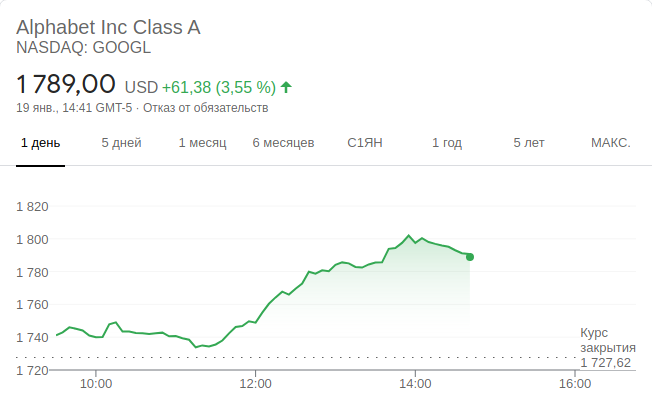 Alphabet Inc Class A
NASDAQ: GOOGL
1 789,00 USD +61,38 (3,55 %)
19 янв., 14:41 GMT-5 · Отказ от обязательств
1 день 5 дней 1 месяц 6 месяцев С1ЯН 1 год 5 лет МАКС.
1 820
1 800
1 780
1 760
1 740
1 720
Курс
закрытия
1 727,62
10:00 12:00 14:00 16:00